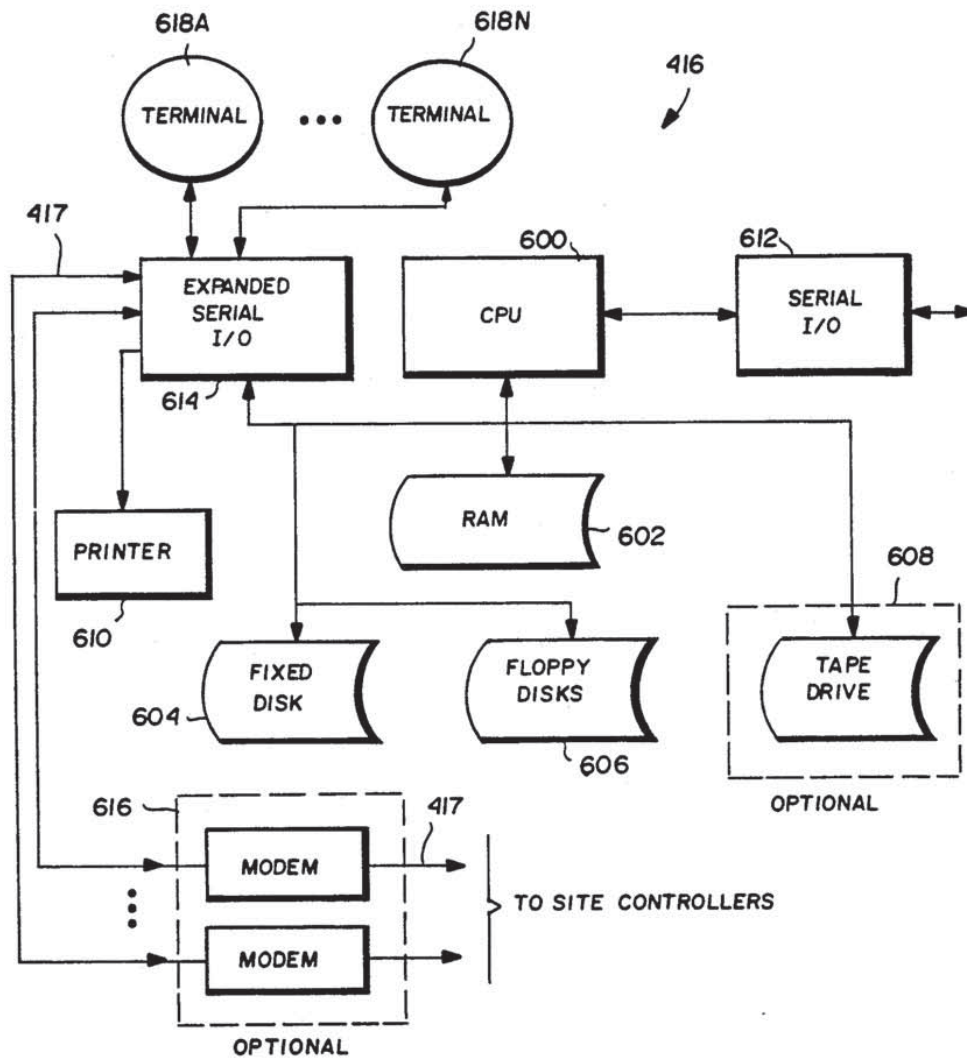 618A
618N
416
TERMINAL
•••
TERMINAL
417
600
612
EXPANDED
SERIAL
I/O
CPU
SERIAL
I/O
614
RAM
602
608
PRINTER
610
FIXED
DISK
FLOPPY
DISKS
TAPE
DRIVE
604
606
OPTIONAL
616
417
MODEM
TO SITE CONTROLLERS
MODEM
OPTIONAL